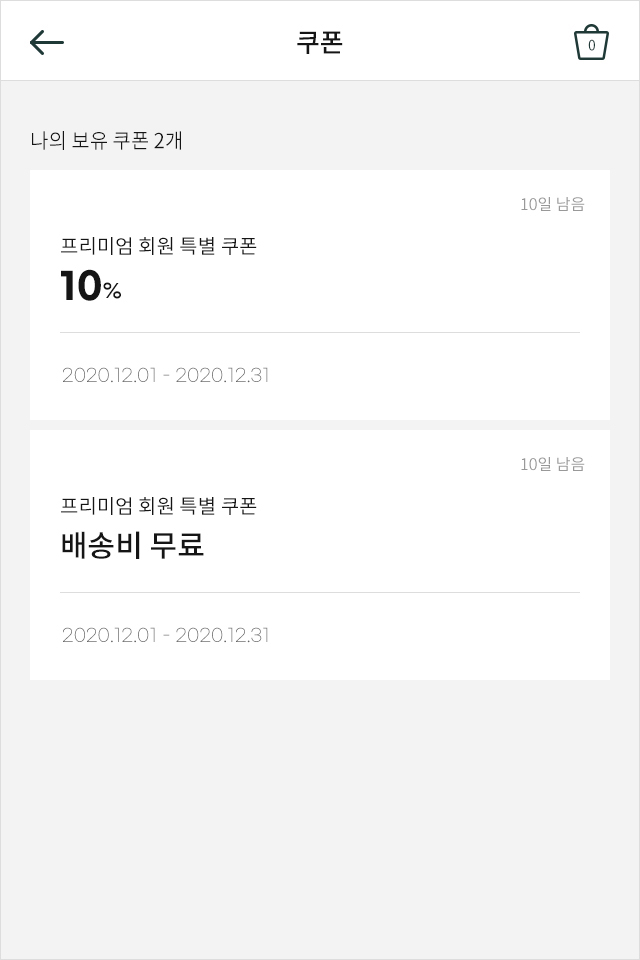 쿠폰
0
나의 보유 쿠폰 2개
10일 남음
프리미엄 회원 특별 쿠폰
10%
2020.12.01 - 2020.12.31
10일 남음
프리미엄 회원 특별 쿠폰
배송비 무료
2020.12.01 - 2020.12.31